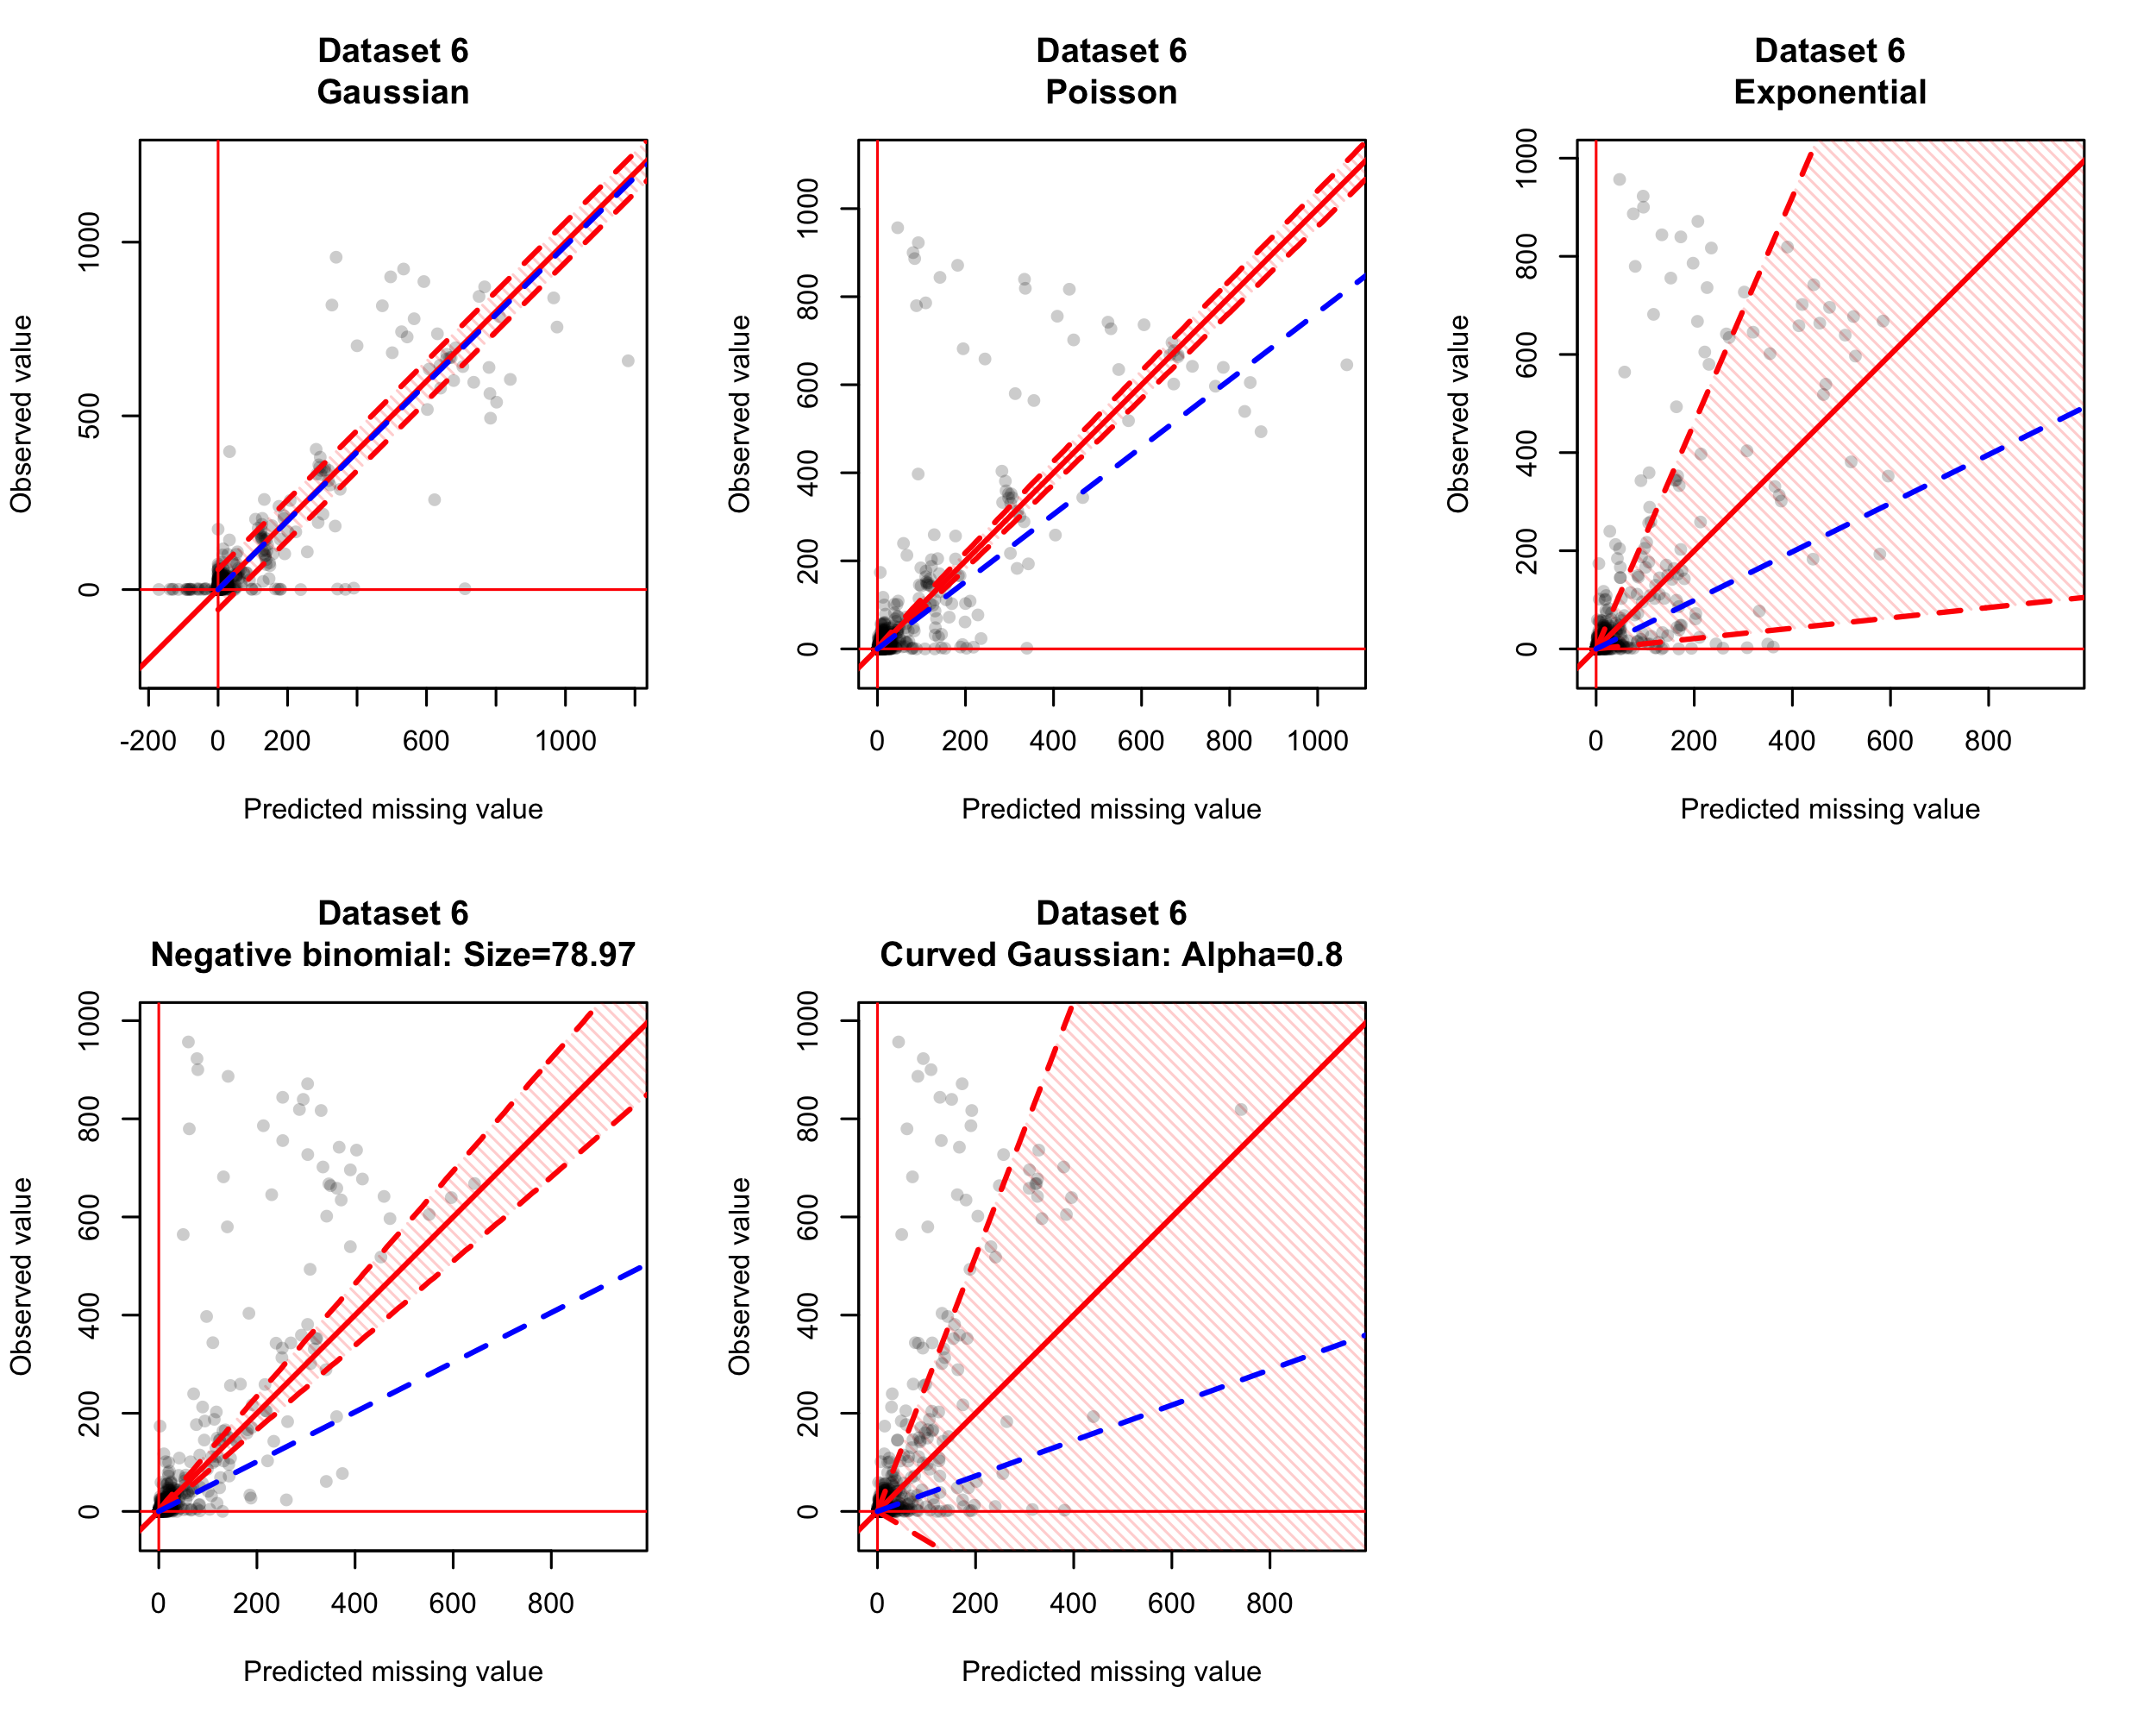 Dataset 6
Gaussian
Observed value
1000
500
0
-200 0 200 600 1000
Predicted missing value
Dataset 6
Poisson
Observed value
1000
800
600
400
200
0
0 200 400 600 800 1000
Predicted missing value
Dataset 6
Exponential
Observed value
1000
800
600
400
200
0
0 200 400 600 800
Predicted missing value
Dataset 6
Negative binomial: Size=78.97
Observed value
1000
800
600
400
200
0
0 200 400 600 800
Predicted missing value
Dataset 6
Curved Gaussian: Alpha=0.8
Observed value
1000
800
600
400
200
0
0 200 400 600 800
Predicted missing value